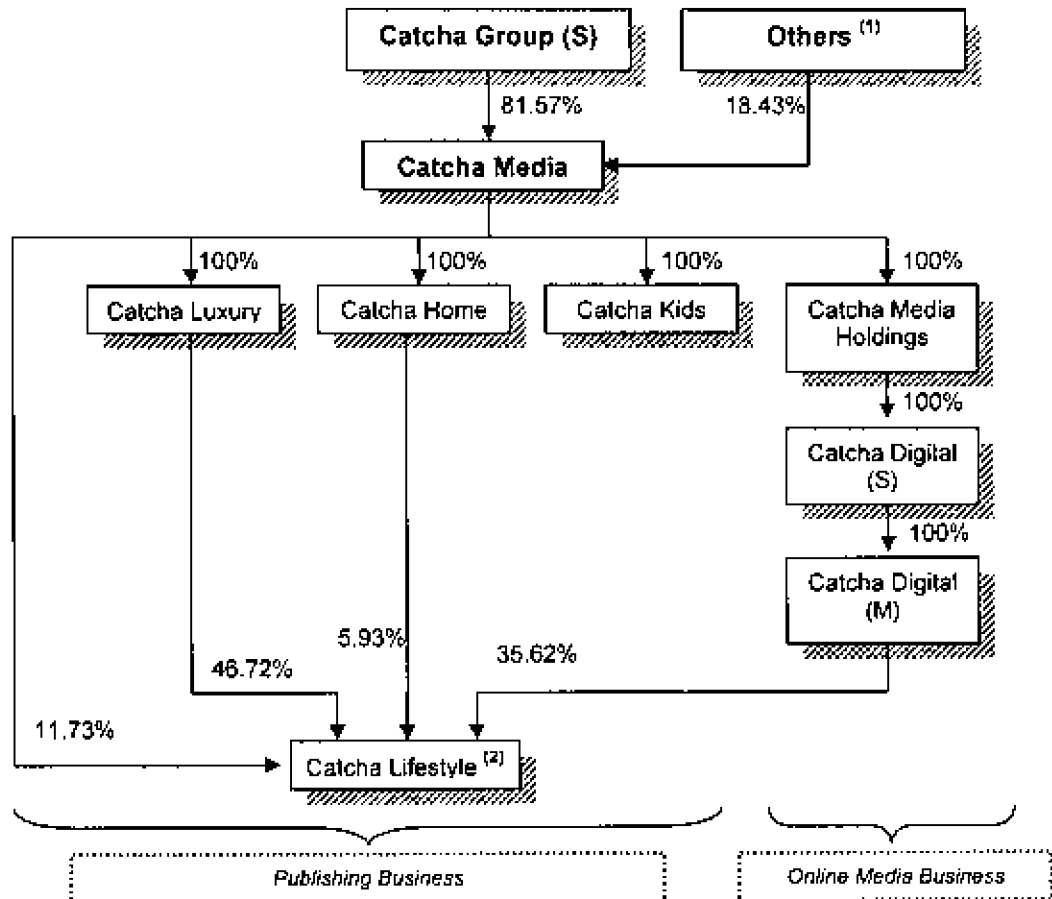 Catcha Group (S)
Others (1)
81.57%
18.43%
Catcha Media
100%
100%
100%
100%
Catcha Luxury
Catcha Home
Catcha Kids
Catcha Media
Holdings
100%
Catcha Digital
(S)
100%
Catcha Digital
(M)
5.93%
46.72%
35.62%
11.73%
Catcha Lifestyle (2)
Publishing Business
Online Media Business